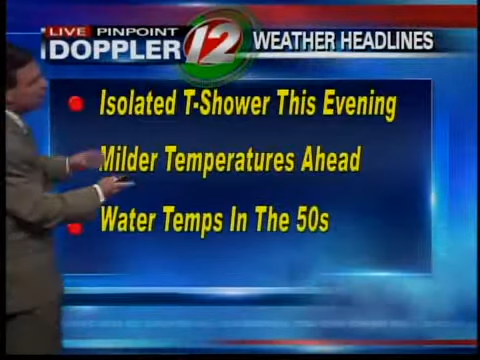 LIVE PINPOINT
DOPPLER 12 WEATHER HEADLINES
Isolated T-Shower This Evening
Milder Temperatures Ahead
Water Temps In The 50s